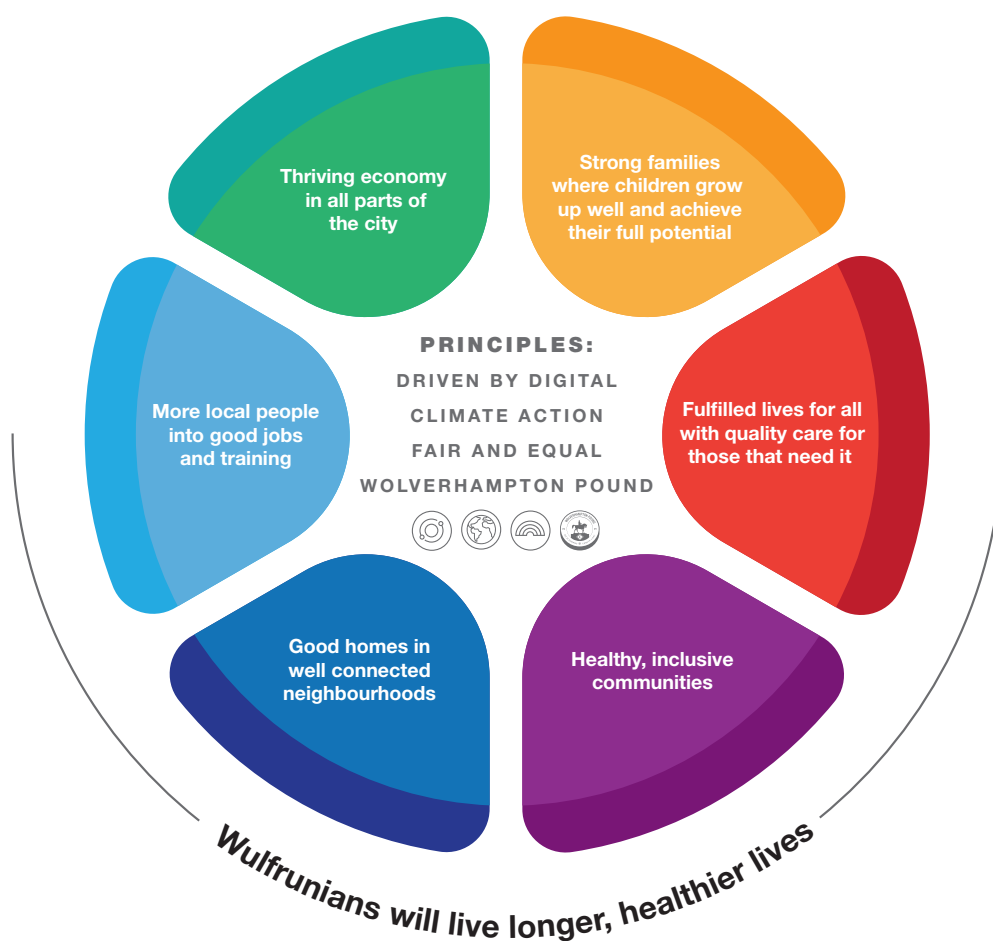 Thriving economy
in all parts of
the city
Strong families
where children grow
up well and achieve
their full potential
PRINCIPLES:
DRIVEN BY DIGITAL
CLIMATE ACTION
FAIR AND EQUAL
WOLVERHAMPTON POUND
More local people
into good jobs
and training
Fulfilled lives for all
with quality care for
those that need it
Good homes in
well connected
neighbourhoods
Healthy, inclusive
communities
Wulfrunians will live longer, healthier lives